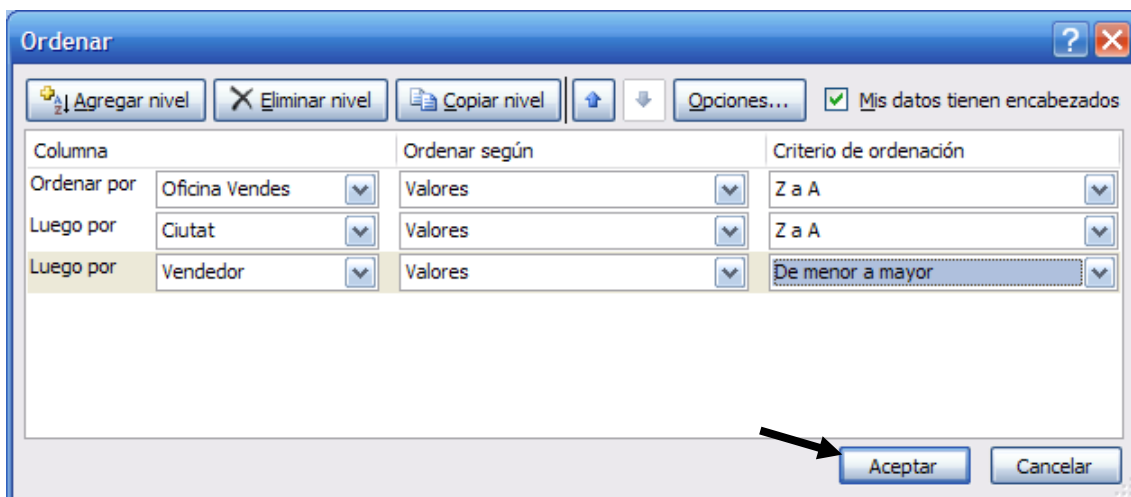 Ordenar
Agregar nivel Eliminar nivel Copiar nivel Opciones... Mis datos tienen encabezados
Columna Ordenar según Criterio de ordenación
Ordenar por Oficina Vendes Valores Z a A
Luego por Ciutat Valores Z a A
Luego por Vendedor Valores De menor a mayor
Aceptar Cancelar